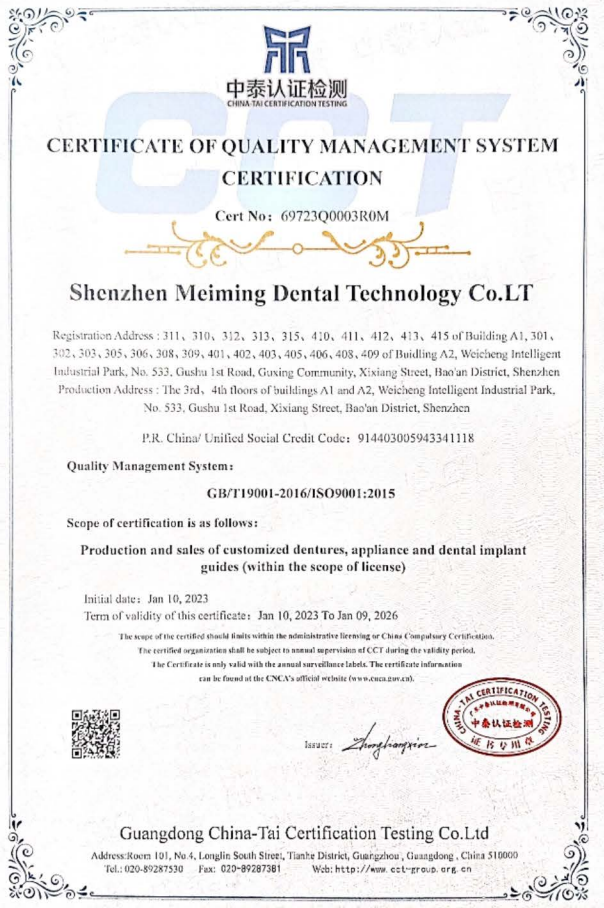 中泰认证检测
CHINA-TAI CERTIFICATION TESTING
CCT
CERTIFICATE OF QUALITY MANAGEMENT SYSTEM
CERTIFICATION
Cert No: 69723Q0003R0M
Shenzhen Meiming Dental Technology Co.LT
Registration Address : 311、310、312、313、315、410、411、412、413、415 of Building A1, 301、
302、303、305、306、308、309、401、402、403、405、406、408、409 of Buidling A2, Weicheng Intelligent
Industrial Park, No. 533, Gushu 1st Road, Guxing Community, Xixiang Street, Bao'an District, Shenzhen
Production Address : The 3rd、4th floors of buildings A1 and A2, Weicheng Intelligent Industrial Park,
No. 533, Gushu 1st Road, Xixiang Street, Bao'an District, Shenzhen
P.R. China/ Unified Social Credit Code: 914403005943341118
Quality Management System:
GB/T19001-2016/ISO9001:2015
Scope of certification is as follows:
Production and sales of customized dentures, appliance and dental implant
guides (within the scope of license)
Initial date: Jan 10, 2023
Term of validity of this certificate: Jan 10, 2023 To Jan 09, 2026
The scope of the certified should limits within the administrative licensing or China Compulsory Certification.
The certified organization shall be subject to annual supervision of CCT during the validity period.
The Certificate is only valid with the annual surveillance labels. The certificate information
can be found at the CNCA's official website (www.cnca.gov.cn).
CHINA-TAI CERTIFICATION TESTING
中泰认证检测
证书专用章
Issuer:
Guangdong China-Tai Certification Testing Co.Ltd
Address:Room 101, No.4, Longlin South Street, Tianhe District, Guangzhou , Guangdong , China 510000
Tel.: 020-89287530 Fax: 020-89287381 Web: http://www.cct-group.org.cn